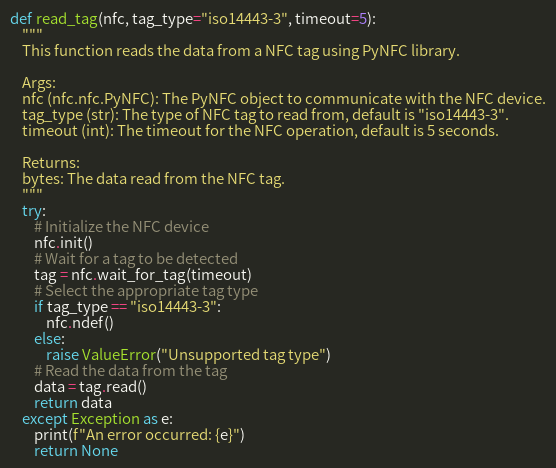 def read_tag(nfc, tag_type="iso14443-3", timeout=5):
    """
    This function reads the data from a NFC tag using PyNFC library.

    Args:
    nfc (nfc.nfc.PyNFC): The PyNFC object to communicate with the NFC device.
    tag_type (str): The type of NFC tag to read from, default is "iso14443-3".
    timeout (int): The timeout for the NFC operation, default is 5 seconds.

    Returns:
    bytes: The data read from the NFC tag.
    """
    try:
        # Initialize the NFC device
        nfc.init()
        # Wait for a tag to be detected
        tag = nfc.wait_for_tag(timeout)
        # Select the appropriate tag type
        if tag_type == "iso14443-3":
            nfc.ndef()
        else:
            raise ValueError("Unsupported tag type")
        # Read the data from the tag
        data = tag.read()
        return data
    except Exception as e:
        print(f"An error occurred: {e}")
        return None